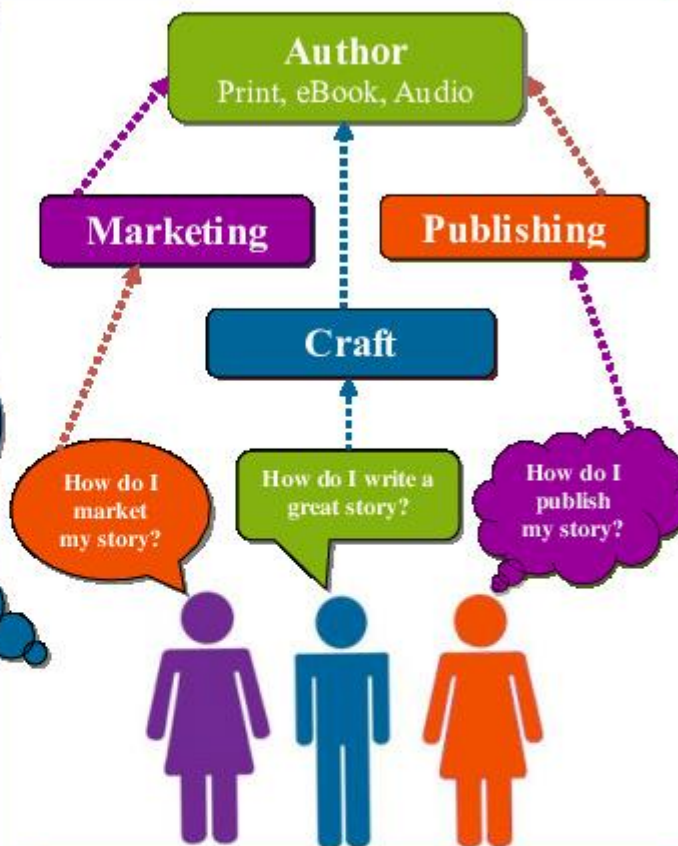 Author
Print, eBook, Audio
Marketing
Publishing
Craft
How do I
market
my story?
How do I write a
great story?
How do I
publish
my story?